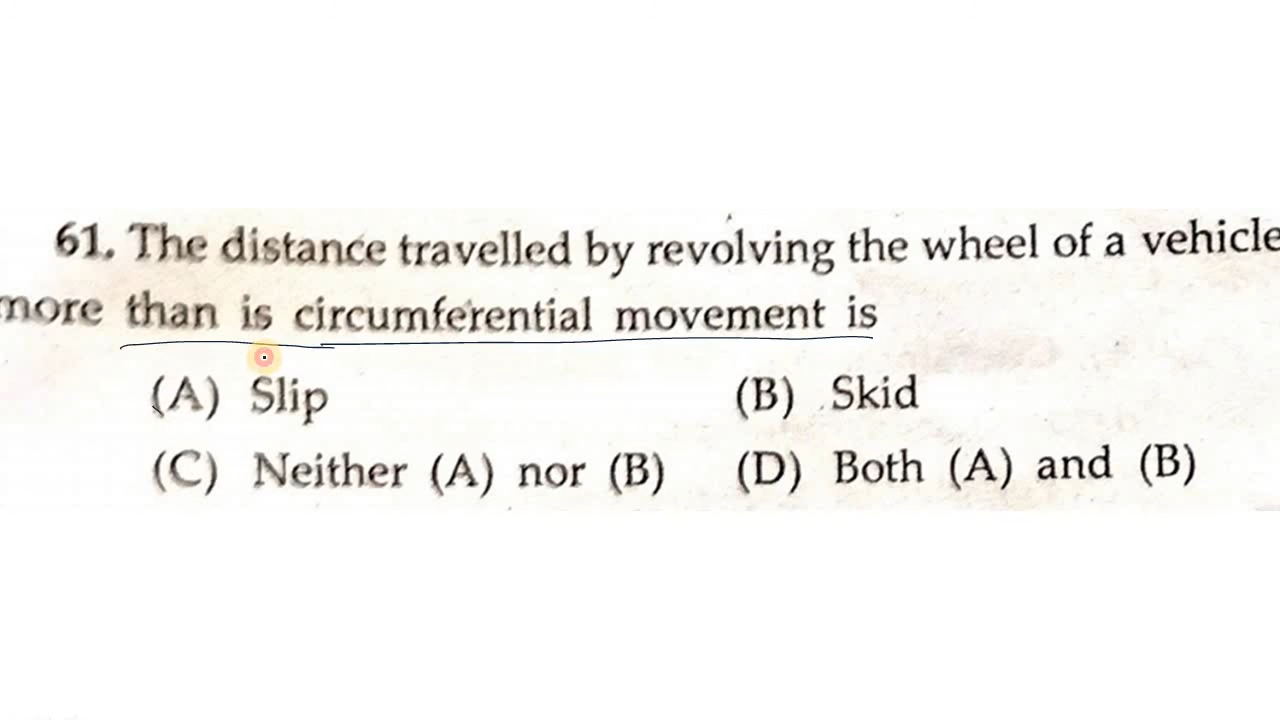 61. The distance travelled by revolving the wheel of a vehicle
more than is circumferential movement is
(A) Slip (B) Skid
(C) Neither (A) nor (B) (D) Both (A) and (B)